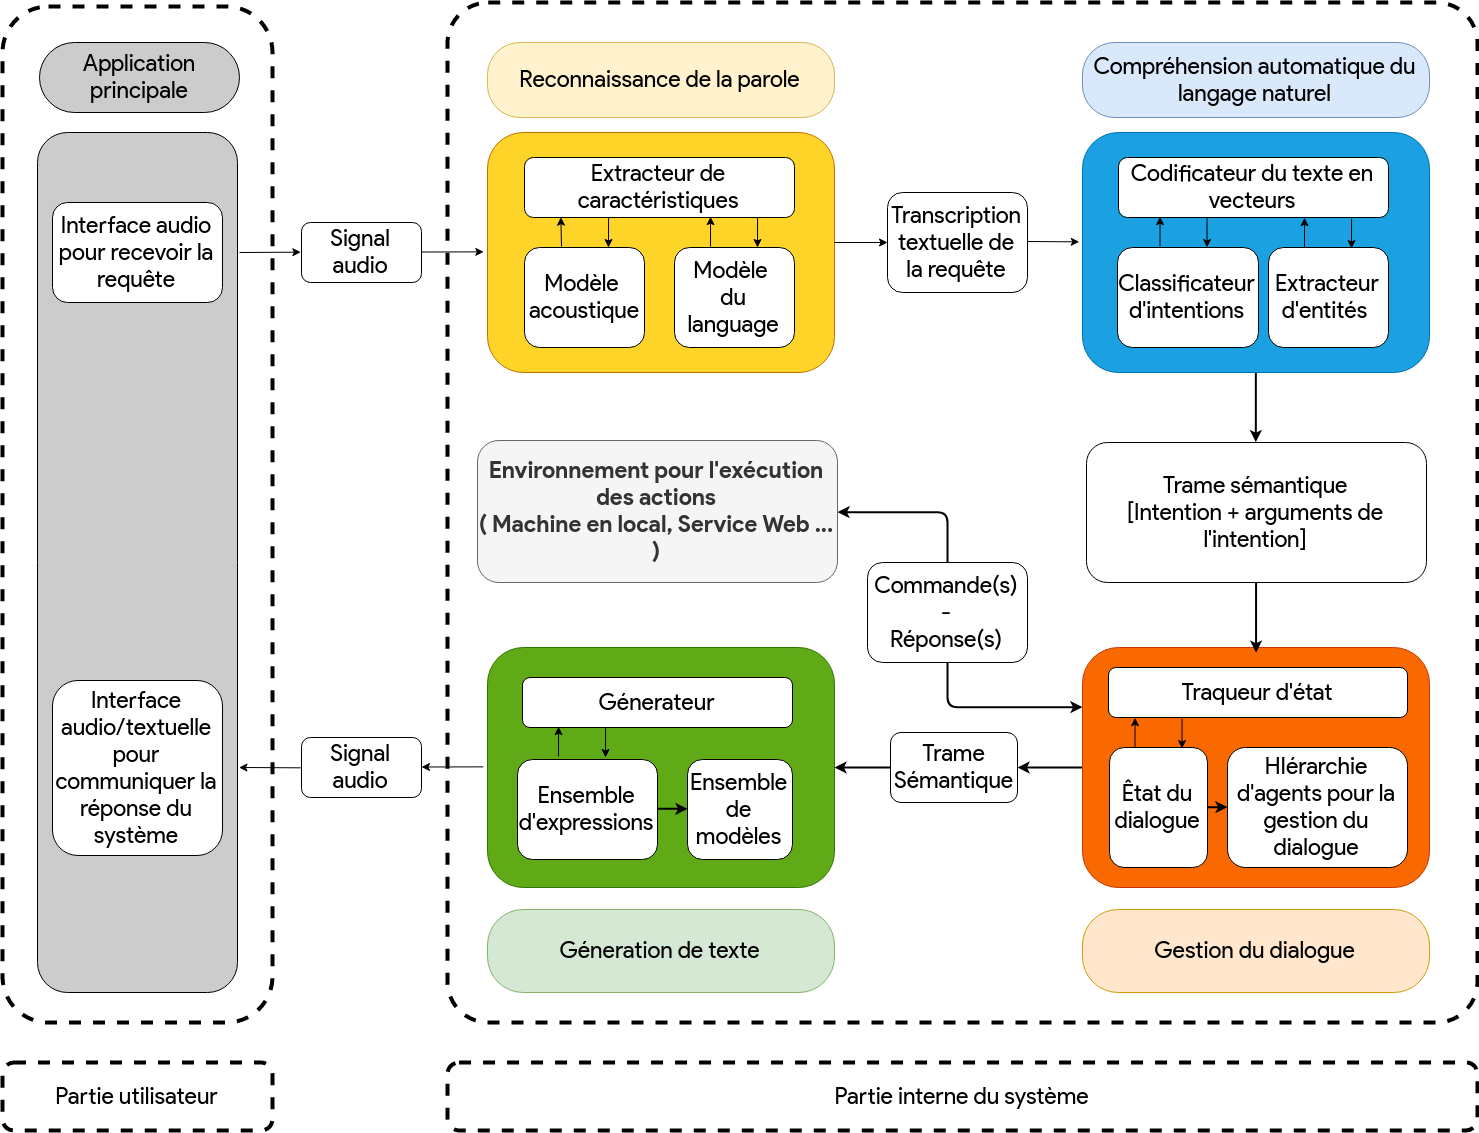 Application
principale
Reconnaissance de la parole
Compréhension automatique du
langage naturel
Interface audio
pour recevoir la
requête
Signal
audio
Extracteur de
caractéristiques
Modèle
acoustique
Modèle
du
language
Transcription
textuelle de
la requête
Codificateur du texte en
vecteurs
Classificateur
d'intentions
Extracteur
d'entités
Environnement pour l'exécution
des actions
( Machine en local, Service Web ...
)
Trame sémantique
[Intention + arguments de
l'intention]
Commande(s)
-
Réponse(s)
Interface
audio/textuelle
pour
communiquer la
réponse du
système
Signal
audio
Génerateur
Ensemble
d'expressions
Ensemble
de
modèles
Trame
Sémantique
Traqueur d'état
Êtat du
dialogue
HIérarchie
d'agents pour la
gestion du
dialogue
Géneration de texte
Gestion du dialogue
Partie utilisateur
Partie interne du système